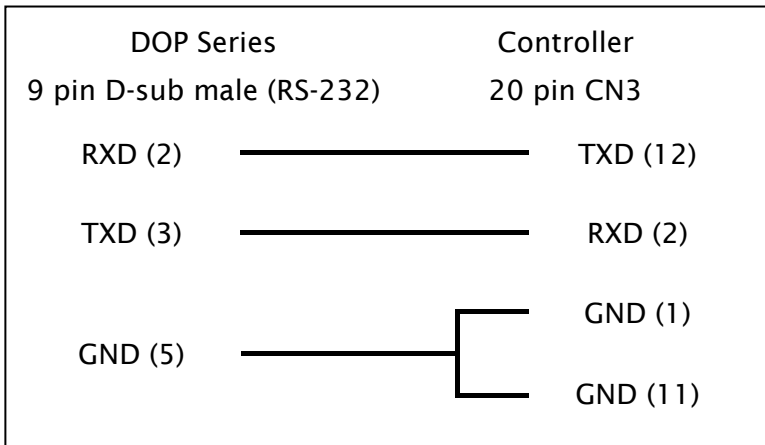 DOP Series Controller
9 pin D-sub male (RS-232) 20 pin CN3
RXD (2) TXD (12)
TXD (3) RXD (2)
GND (1)
GND (5)
GND (11)